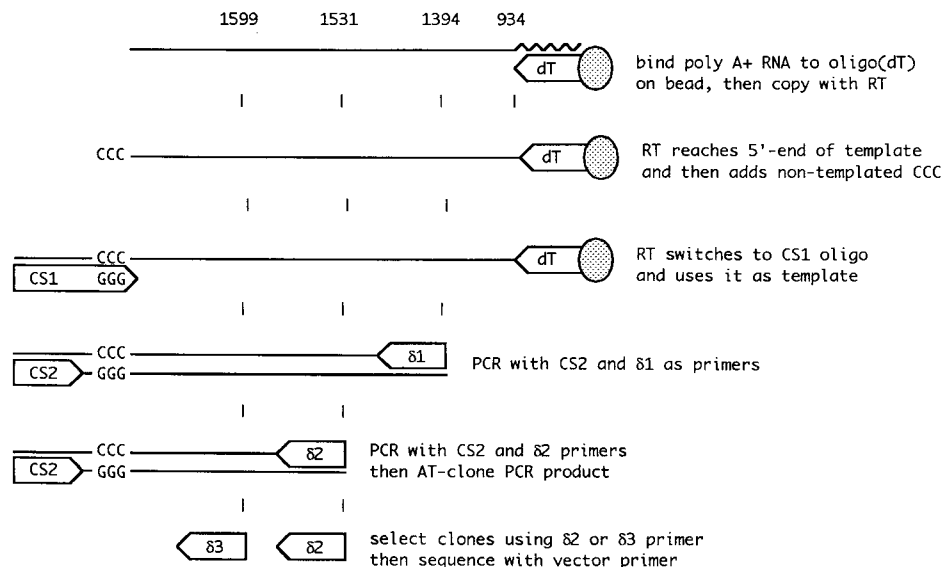 1599 1531 1394 934
dT
bind poly A+ RNA to oligo(dT)
on bead, then copy with RT
CCC
dT
RT reaches 5'-end of template
and then adds non-templated CCC
CCC
dT
RT switches to CS1 oligo
CS1 GGG
and uses it as template
CCC
δ1
CS2 GGG
PCR with CS2 and δ1 as primers
CCC
δ2
PCR with CS2 and δ2 primers
CS2 GGG
then AT-clone PCR product
δ3 δ2
select clones using δ2 or δ3 primer
then sequence with vector primer